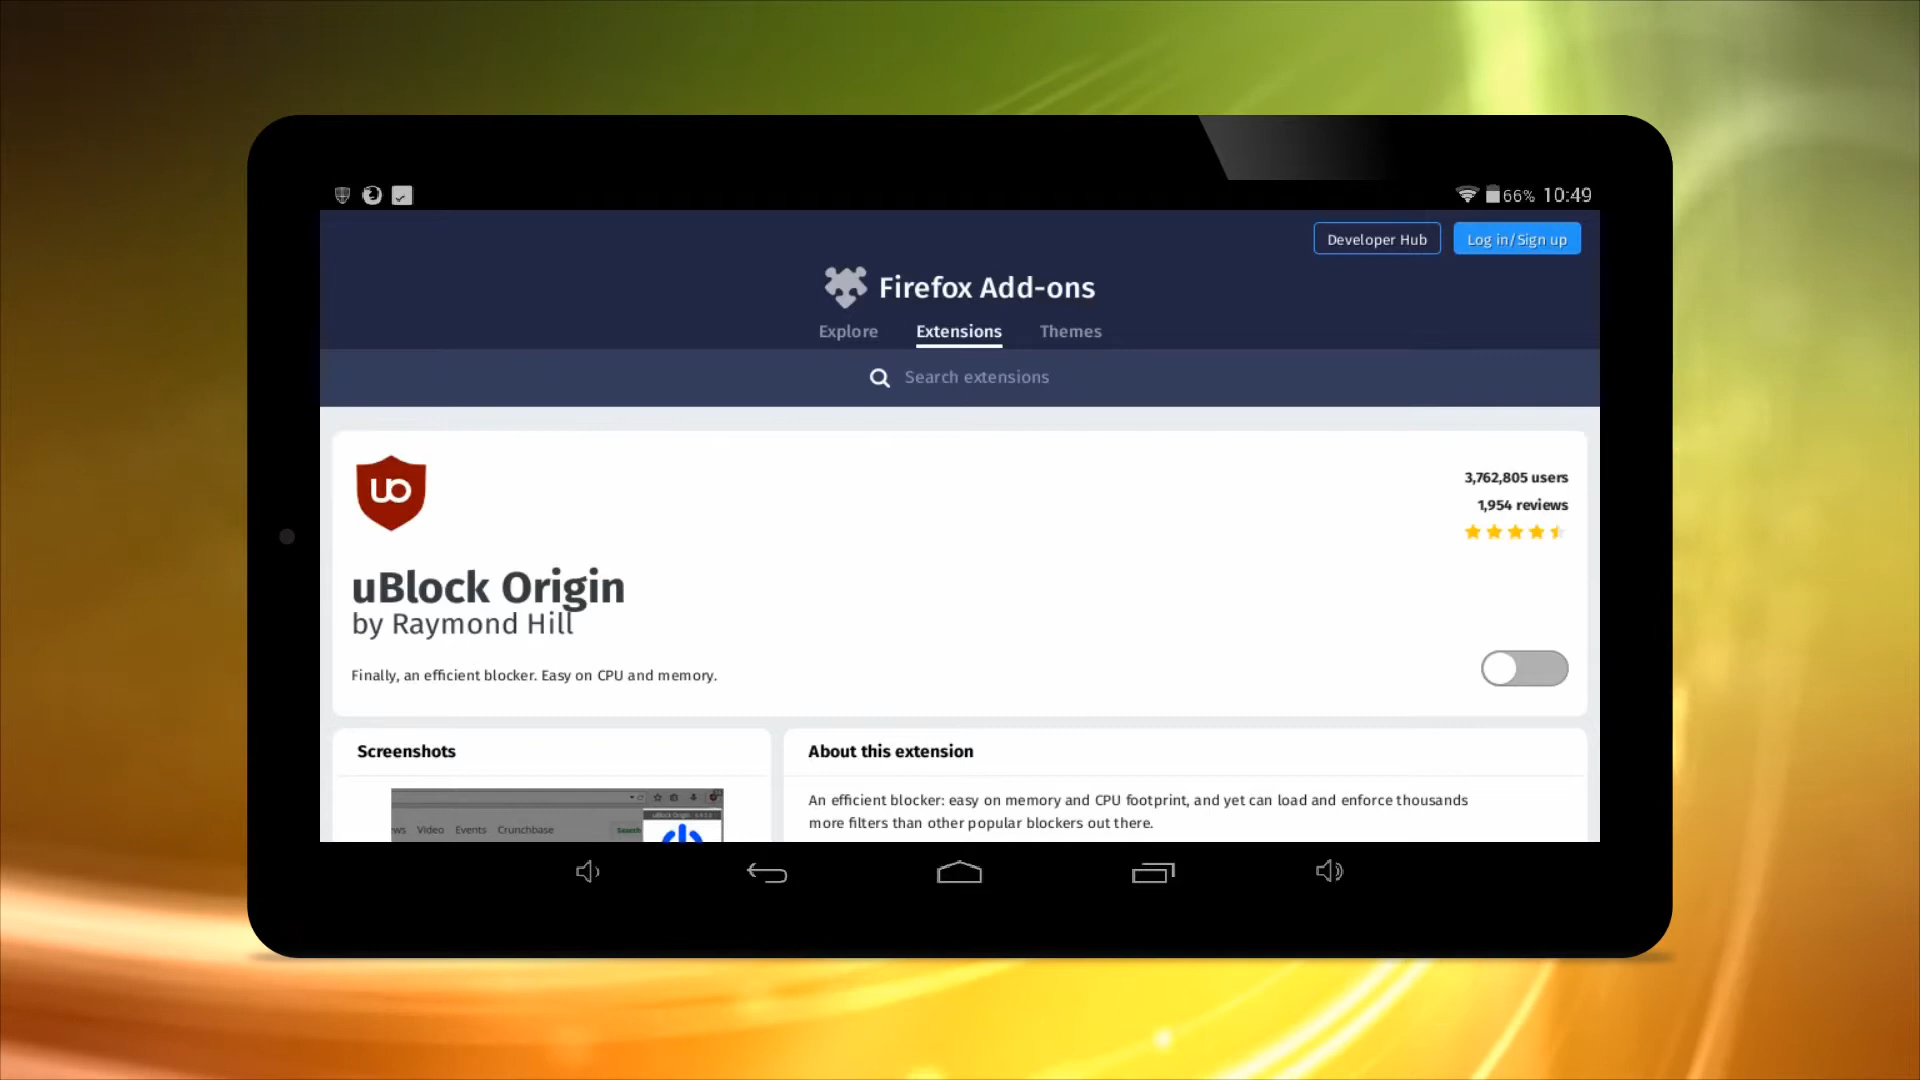 66% 10:49
Developer Hub
Log in/Sign up
Firefox Add-ons
Explore
Extensions
Themes
Search extensions
uo
3,762,805 users
1,954 reviews
uBlock Origin
by Raymond Hill
Finally, an efficient blocker. Easy on CPU and memory.
Screenshots
About this extension
ws Video Events Crunchbase
Search
An efficient blocker: easy on memory and CPU footprint, and yet can load and enforce thousands
more filters than other popular blockers out there.